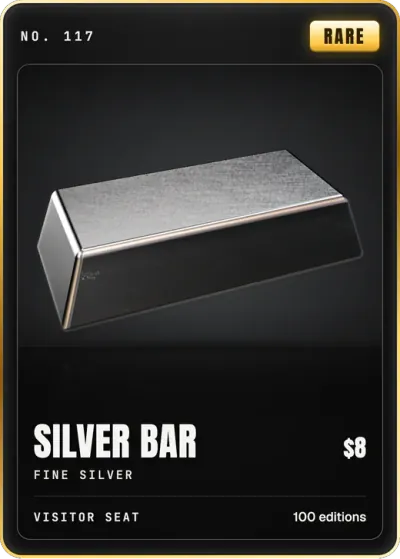 NO. 117
RARE
SILVER BAR
$8
FINE SILVER
VISITOR SEAT
100 editions